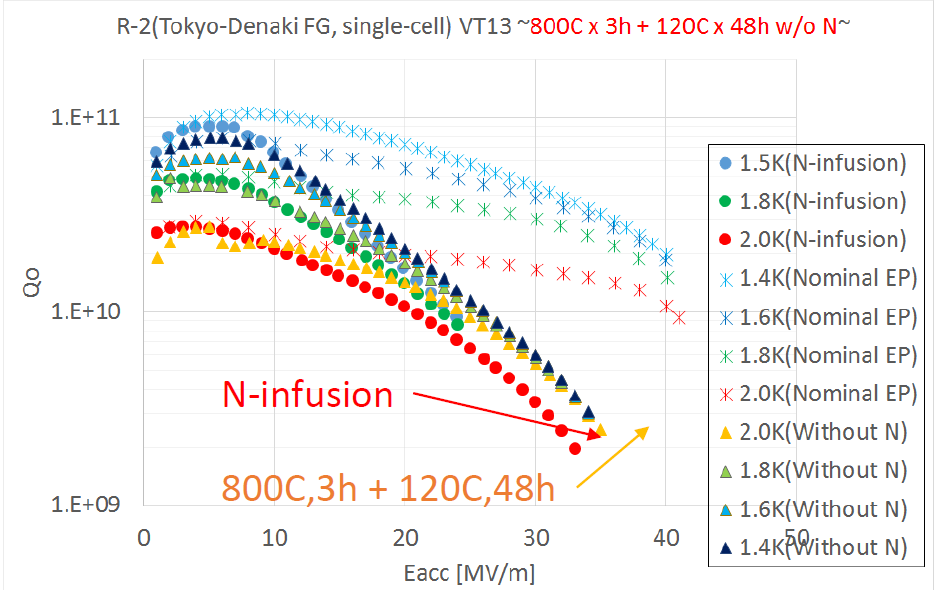 R-2(Tokyo-Denaki FG, single-cell) VT13 ~800C x 3h + 120C x 48h w/o N~
1.E+11
1.E+10
1.E+09
Qo
0
10
20
30
40
50
Eacc [MV/m]
N-infusion
800C,3h + 120C,48h
1.5K(N-infusion)
1.8K(N-infusion)
2.0K(N-infusion)
1.4K(Nominal EP)
1.6K(Nominal EP)
1.8K(Nominal EP)
2.0K(Nominal EP)
2.0K(Without N)
1.8K(Without N)
1.6K(Without N)
1.4K(Without N)